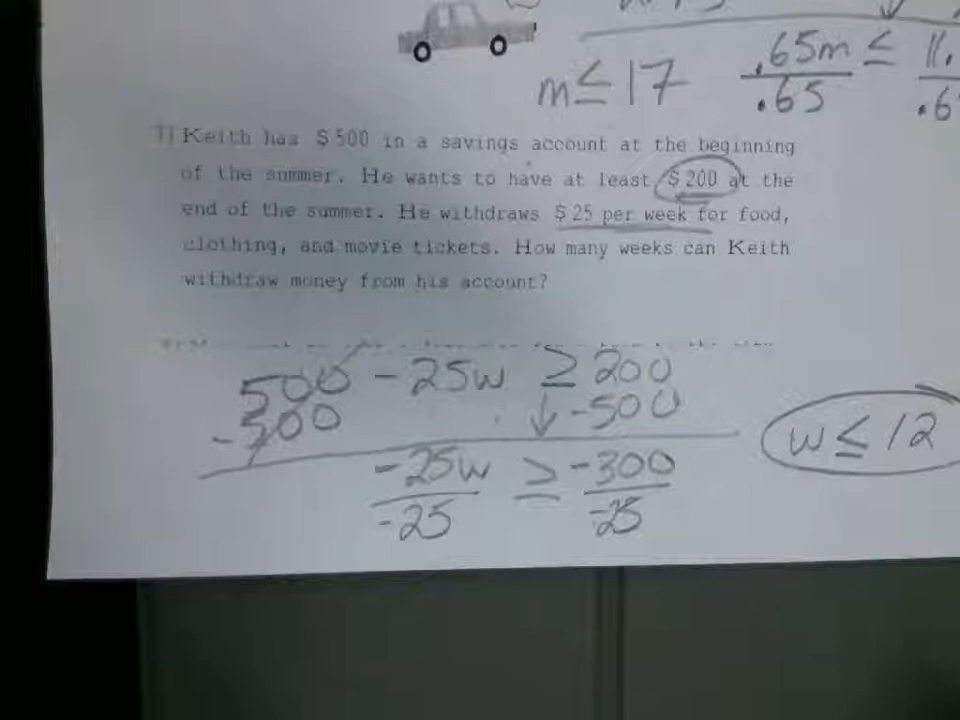 m ≤ 17 .65m ≤ 11.
.65 .6
11 Keith has $500 in a savings account at the beginning
of the summer. He wants to have at least $200 at the
end of the summer. He withdraws $25 per week for food,
clothing, and movie tickets. How many weeks can Keith
withdraw money from his account?
500 - 25w ≥ 200
-500 ↓ -500
-25w ≥ -300
-25 -25
w ≤ 12